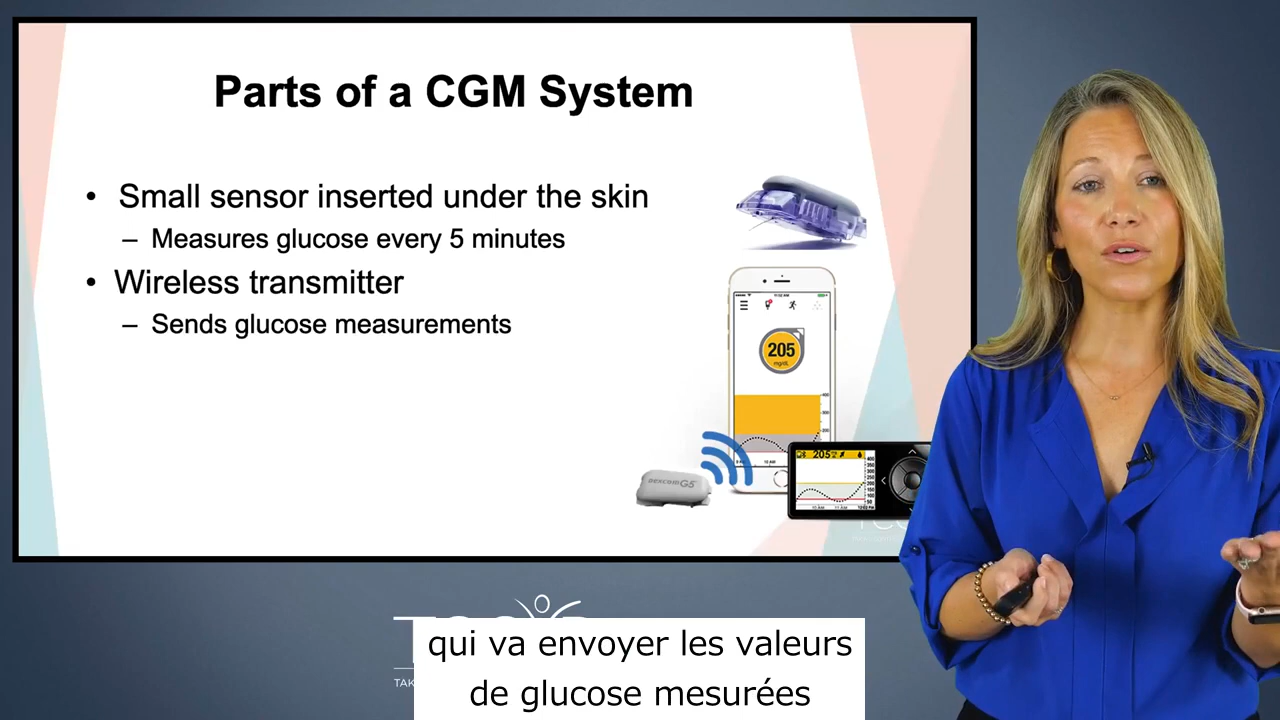 Parts of a CGM System
• Small sensor inserted under the skin
– Measures glucose every 5 minutes
• Wireless transmitter
– Sends glucose measurements
205
mg/dL
dexcom G5
205
qui va envoyer les valeurs
de glucose mesurées